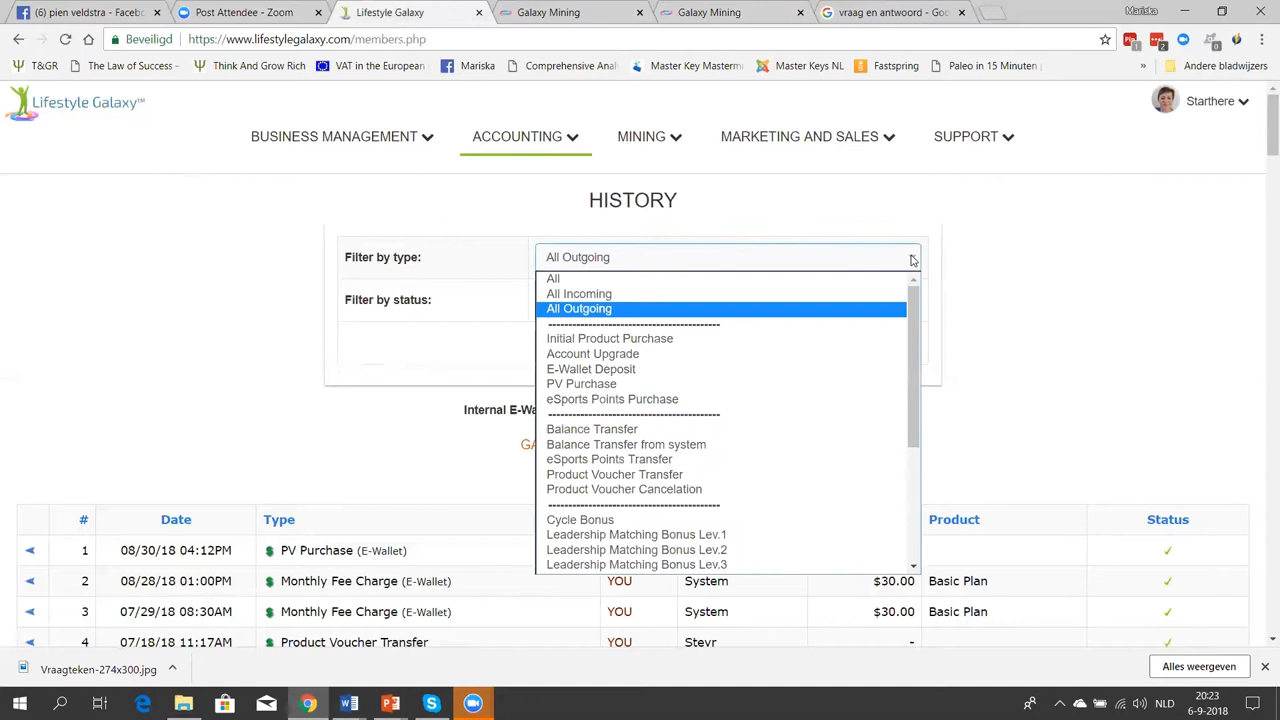 (6) pien veldstra - Faceb
Post Attendee - Zoom
Lifestyle Galaxy
Galaxy Mining
Galaxy Mining
vraag en antwoord - Goo
Mariska
Beveiligd
https://www.lifestylegalaxy.com/members.php
T&GR
The Law of Success -
Think And Grow Rich
VAT in the European
Mariska
Comprehensive Anal
Master Key Masterm
Master Keys NL
Fastspring
Paleo in 15 Minuten
»
Andere bladwijzers
Lifestyle Galaxy™
Starthere
BUSINESS MANAGEMENT
ACCOUNTING
MINING
MARKETING AND SALES
SUPPORT
HISTORY
Filter by type:
All Outgoing
All
All Incoming
Filter by status:
All Outgoing
-------------------------------------------
Initial Product Purchase
Account Upgrade
E-Wallet Deposit
PV Purchase
eSports Points Purchase
Internal E-Wa
-------------------------------------------
Balance Transfer
GA
Balance Transfer from system
eSports Points Transfer
Product Voucher Transfer
Product Voucher Cancelation
-------------------------------------------
Cycle Bonus
Leadership Matching Bonus Lev.1
Leadership Matching Bonus Lev.2
Leadership Matching Bonus Lev.3
# Date Type Product Status
1 08/30/18 04:12PM PV Purchase (E-Wallet)
2 08/28/18 01:00PM Monthly Fee Charge (E-Wallet) YOU System $30.00 Basic Plan
3 07/29/18 08:30AM Monthly Fee Charge (E-Wallet) YOU System $30.00 Basic Plan
4 07/18/18 11:17AM Product Voucher Transfer YOU Steyr -
Vraagteken-274x300.jpg
Alles weergeven
NLD
20:23
6-9-2018